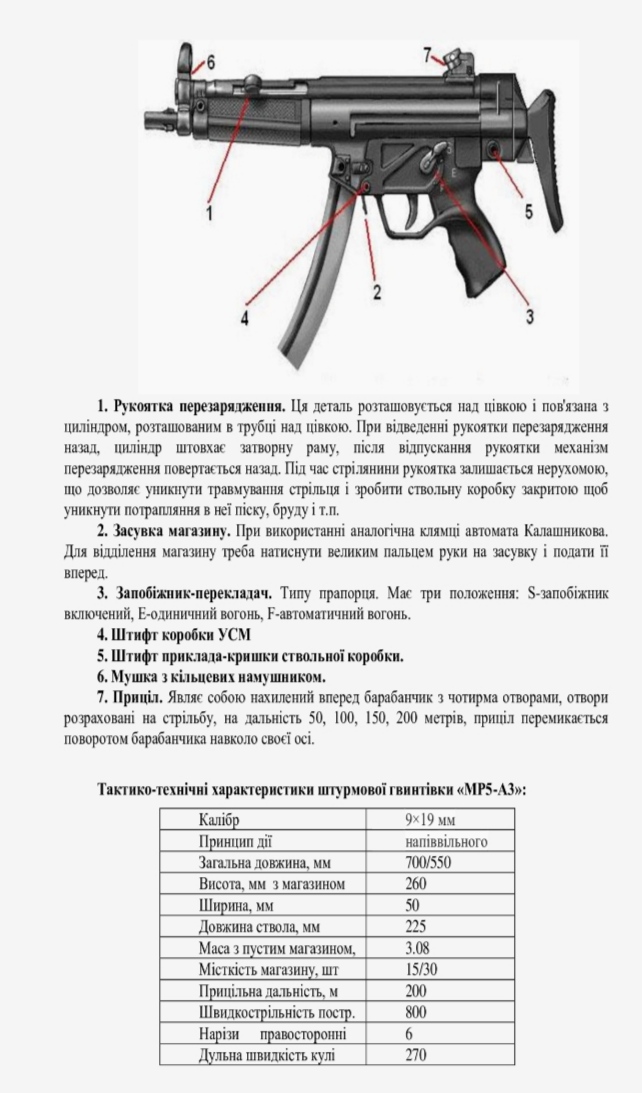 6
7
1
5
2
4
3
1. Рукоятка перезарядження. Ця деталь розташовується над цівкою і пов'язана з
циліндром, розташованим в трубці над цівкою. При відведенні рукоятки перезарядження
назад, циліндр штовхає затворну раму, після відпускання рукоятки механізм
перезарядження повертається назад. Під час стрілянини рукоятка залишається нерухомою,
що дозволяє уникнути травмування стрільця і зробити ствольну коробку закритою щоб
уникнути потрапляння в неї піску, бруду і т.п.
2. Засувка магазину. При використанні аналогічна клямці автомата Калашникова.
Для відділення магазину треба натиснути великим пальцем руки на засувку і подати її
вперед.
3. Запобіжник-перекладач. Типу прапорця. Має три положення: S-запобіжник
включений, E-одиничний вогонь, F-автоматичний вогонь.
4. Штифт коробки УСМ
5. Штифт приклада-кришки ствольної коробки.
6. Мушка з кільцевих намушником.
7. Приціл. Являє собою нахилений вперед барабанчик з чотирма отворами, отвори
розраховані на стрільбу, на дальність 50, 100, 150, 200 метрів, приціл перемикається
поворотом барабанчика навколо своєї осі.
Тактико-технічні характеристики штурмової гвинтівки «MP5-A3»:
Калібр 9×19 мм
Принцип дії напіввільного
Загальна довжина, мм 700/550
Висота, мм з магазином 260
Ширина, мм 50
Довжина ствола, мм 225
Маса з пустим магазином, 3.08
Місткість магазину, шт 15/30
Прицільна дальність, м 200
Швидкострільність постр. 800
Нарізи правосторонні 6
Дульна швидкість кулі 270